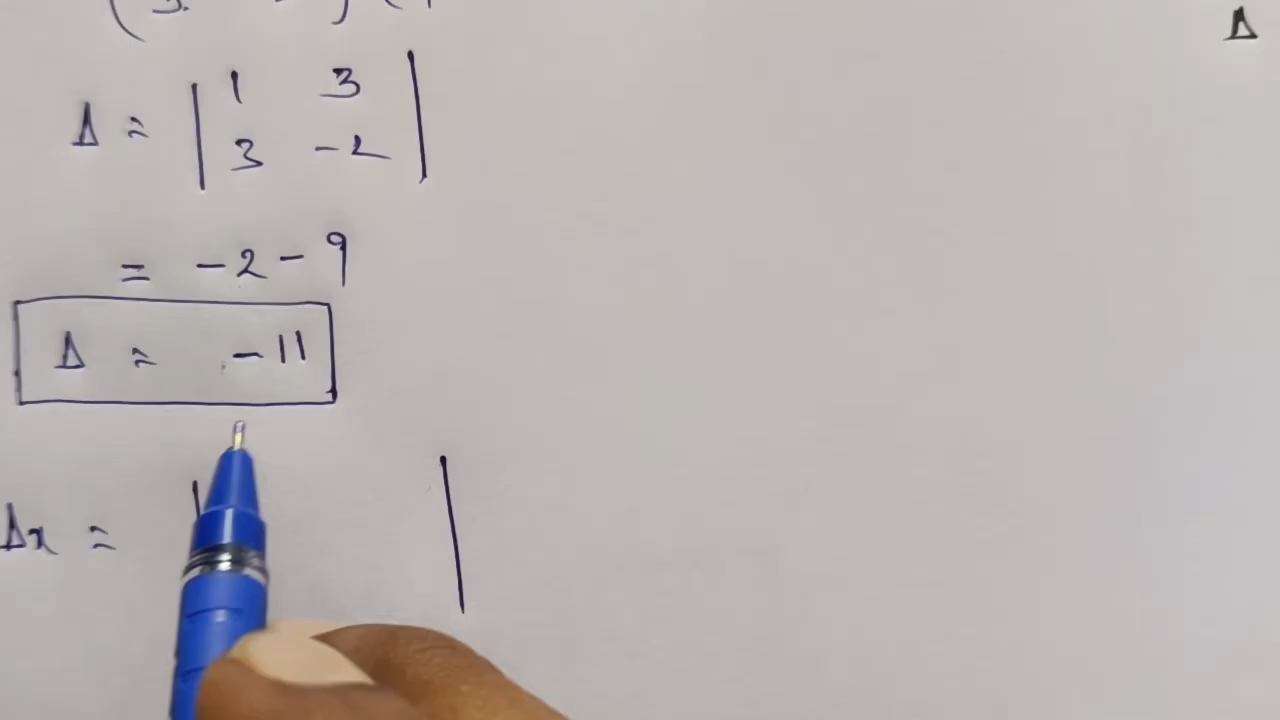 Δ
Δ = | 1 3 |
| 3 -2 |
= -2 - 9
Δ = -11
Δx = | |